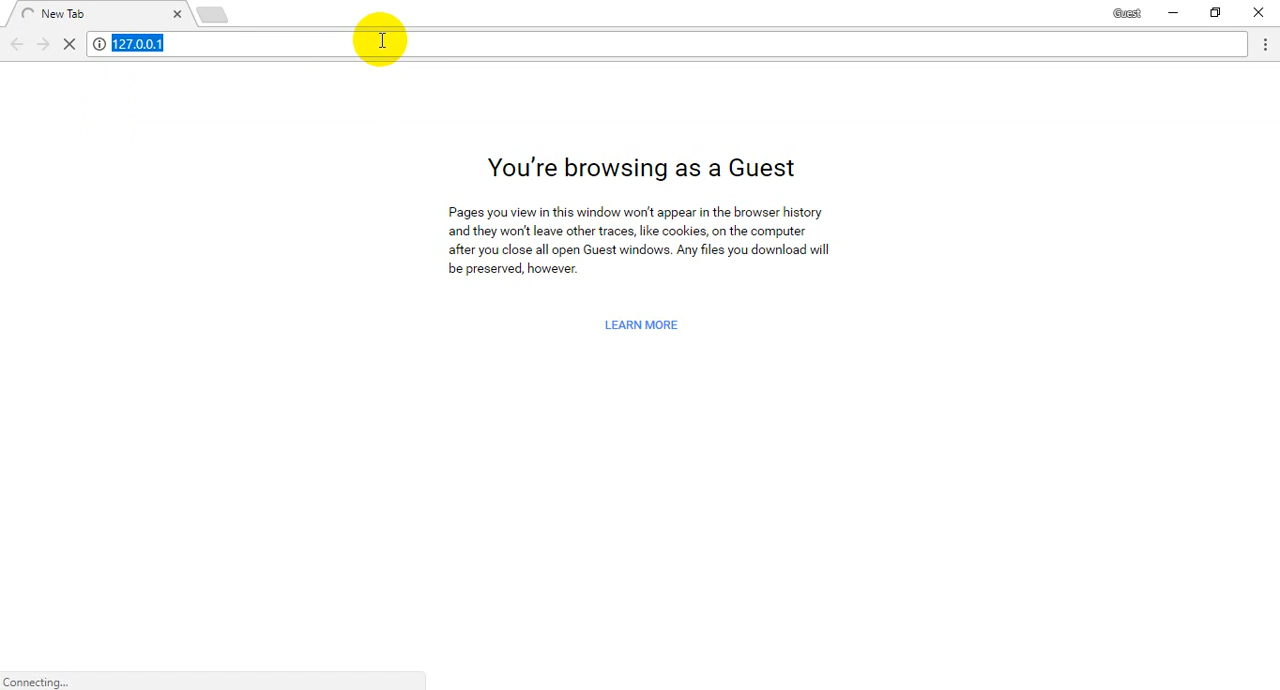 New Tab
Guest
127.0.0.1
You're browsing as a Guest
Pages you view in this window won't appear in the browser history
and they won't leave other traces, like cookies, on the computer
after you close all open Guest windows. Any files you download will
be preserved, however.
LEARN MORE
Connecting...